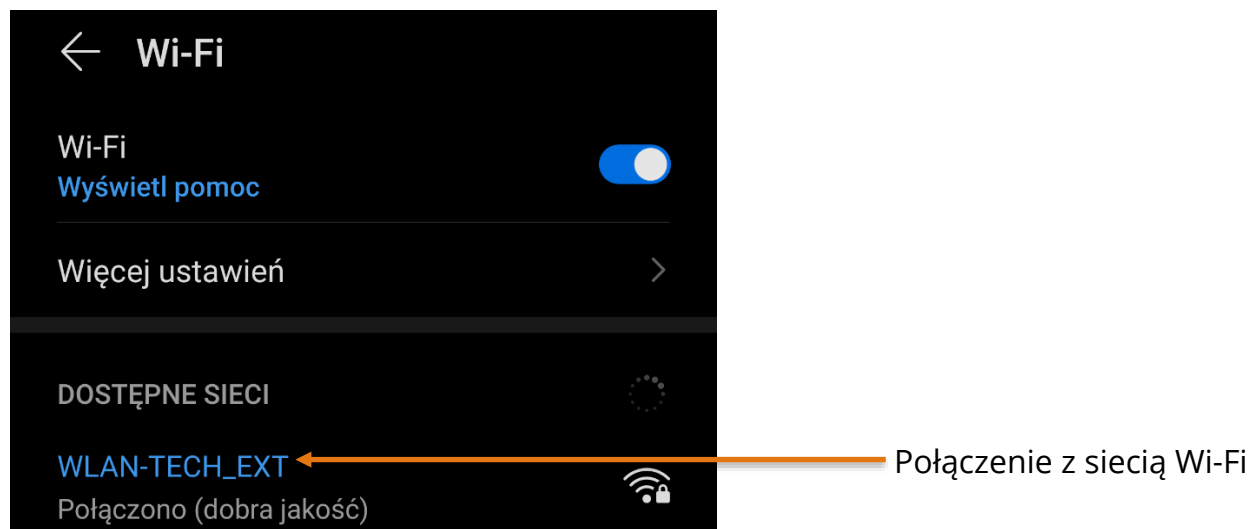 Wi-Fi
Wi-Fi
Wyświetl pomoc
Więcej ustawień
DOSTĘPNE SIECI
WLAN-TECH_EXT
Połączono (dobra jakość)
Połączenie z siecią Wi-Fi